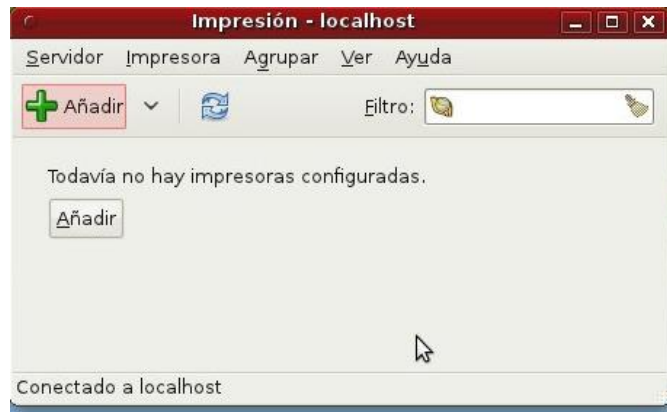 Impresión - localhost
Servidor Impresora Agrupar Ver Ayuda
Añadir Filtro:
Todavía no hay impresoras configuradas.
Añadir
Conectado a localhost